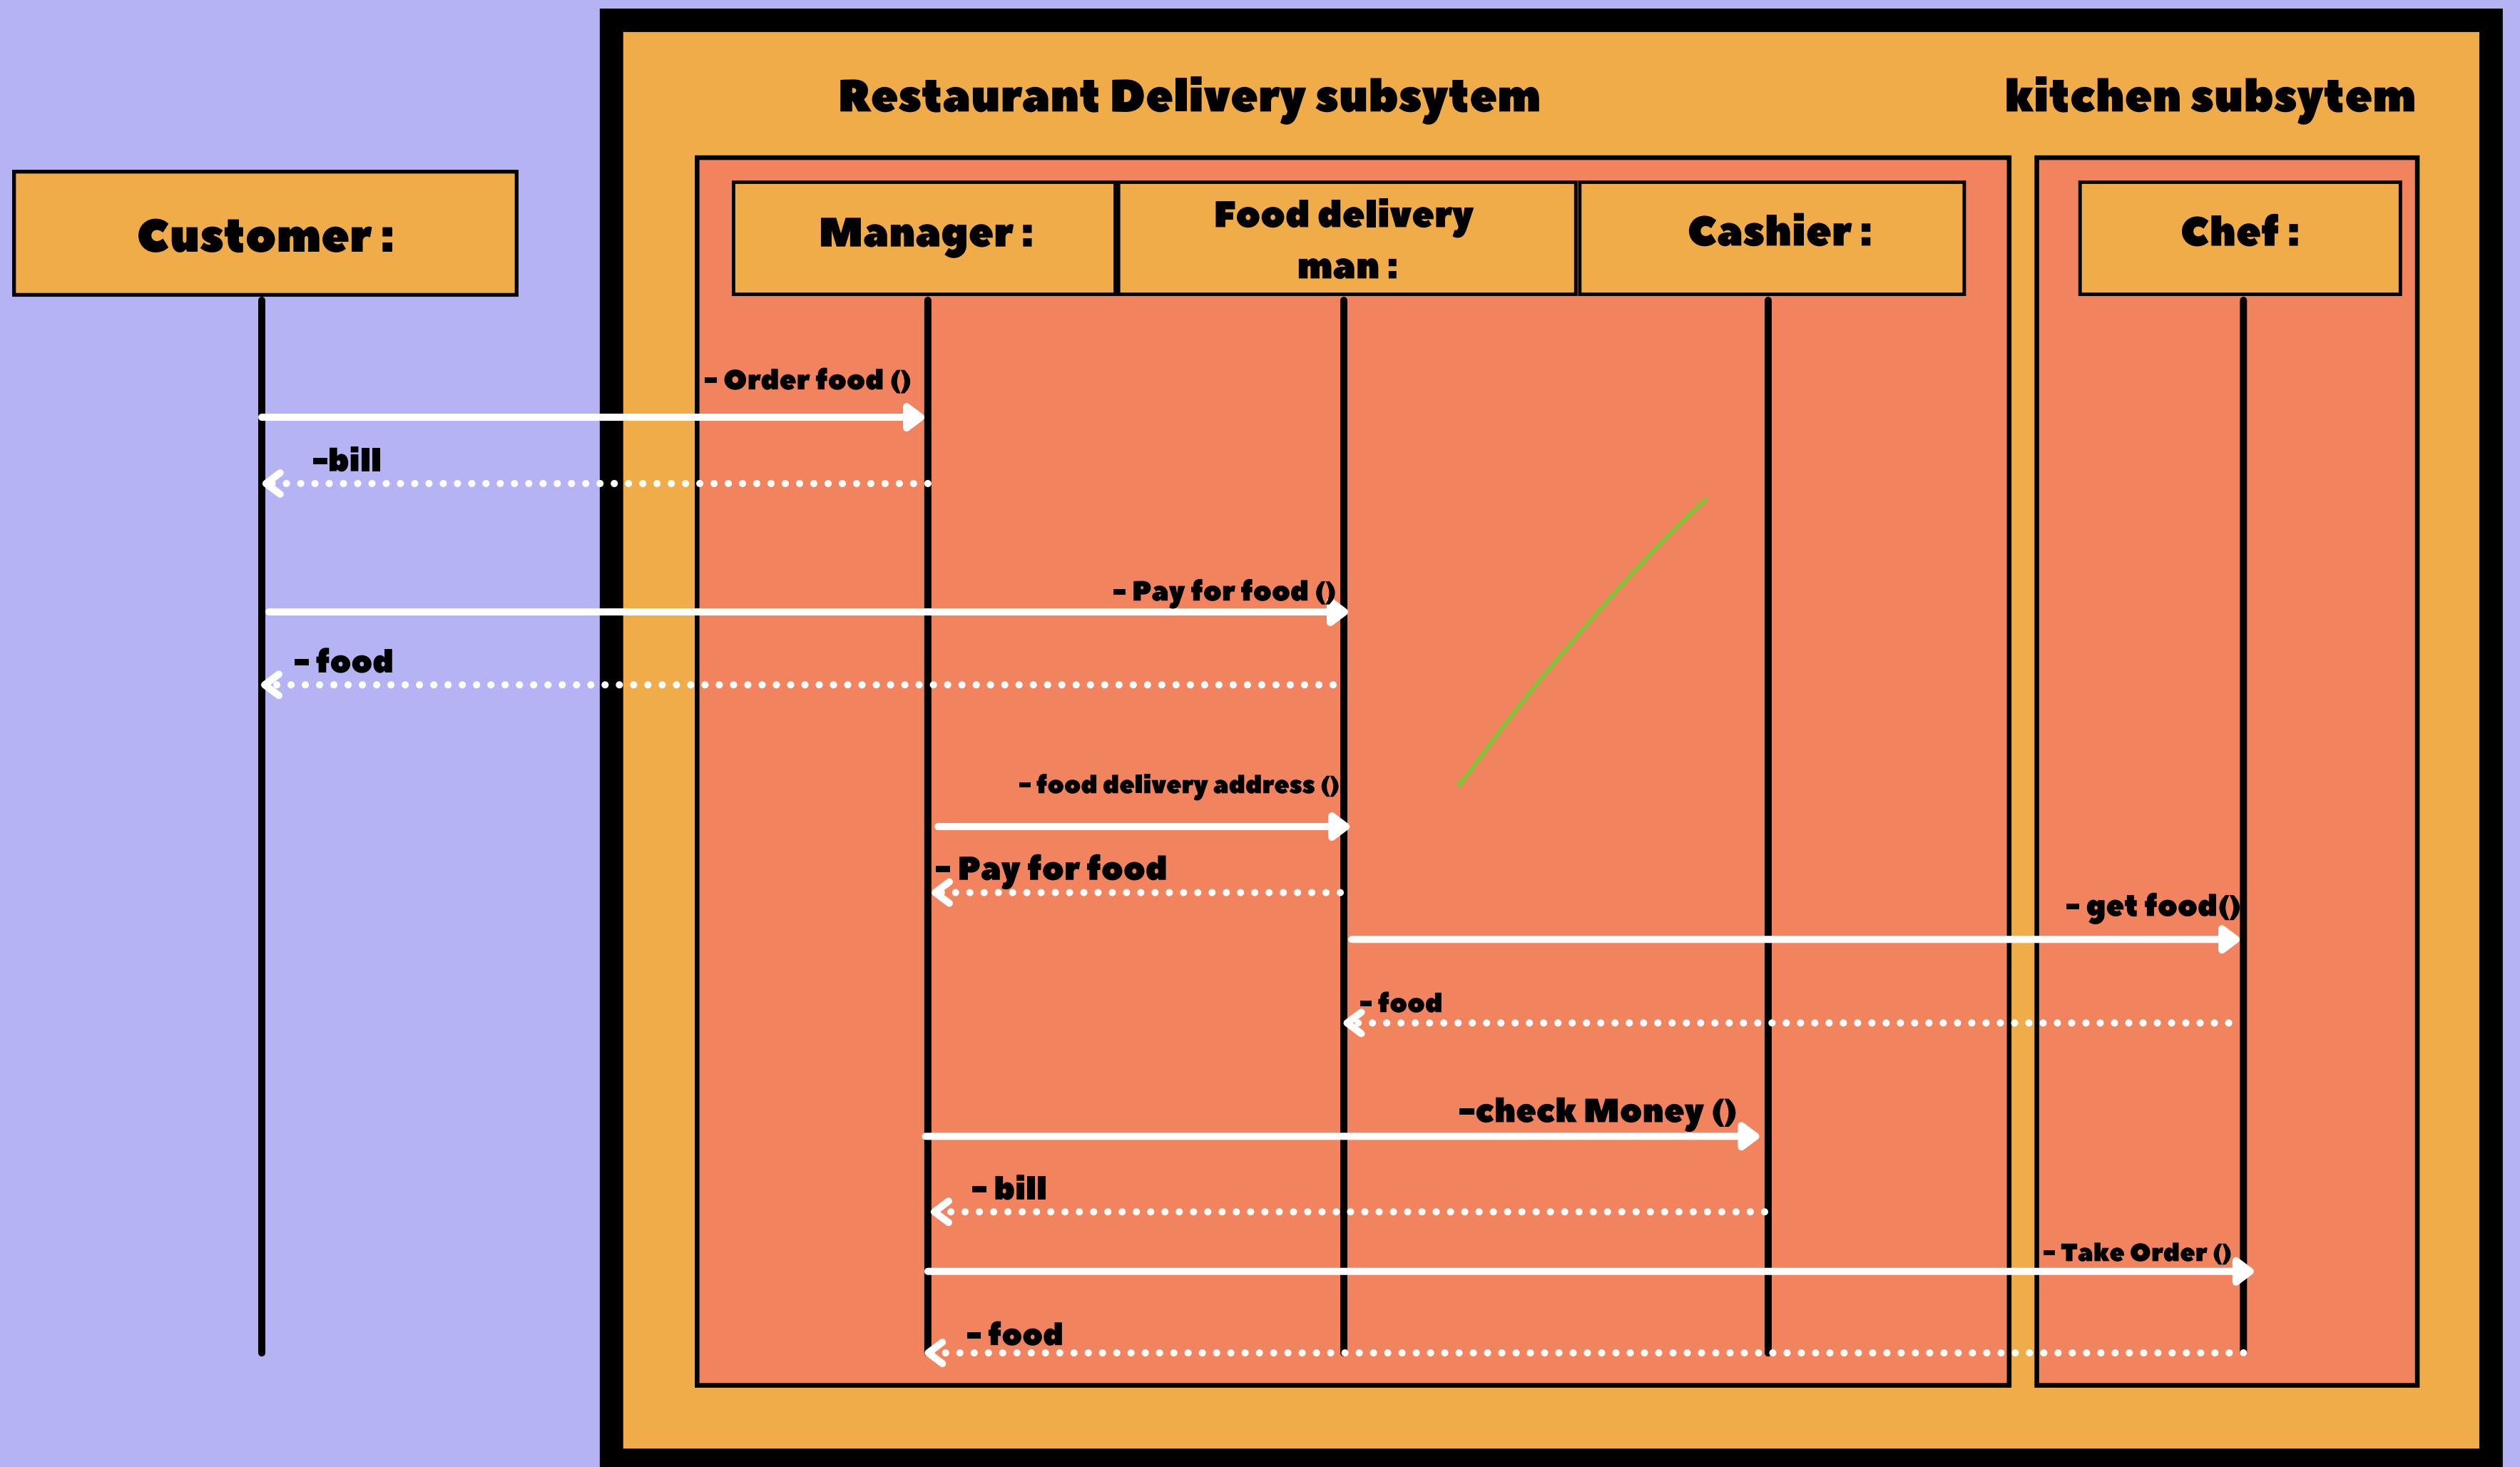 Restaurant Delivery subsytem
kitchen subsytem
Customer :
Manager :
Food delivery
man :
Cashier :
Chef :
- Order food ()
-bill
- Pay for food ()
- food
- food delivery address ()
- Pay for food
- get food()
- food
-check Money ()
- bill
- Take Order ()
- food